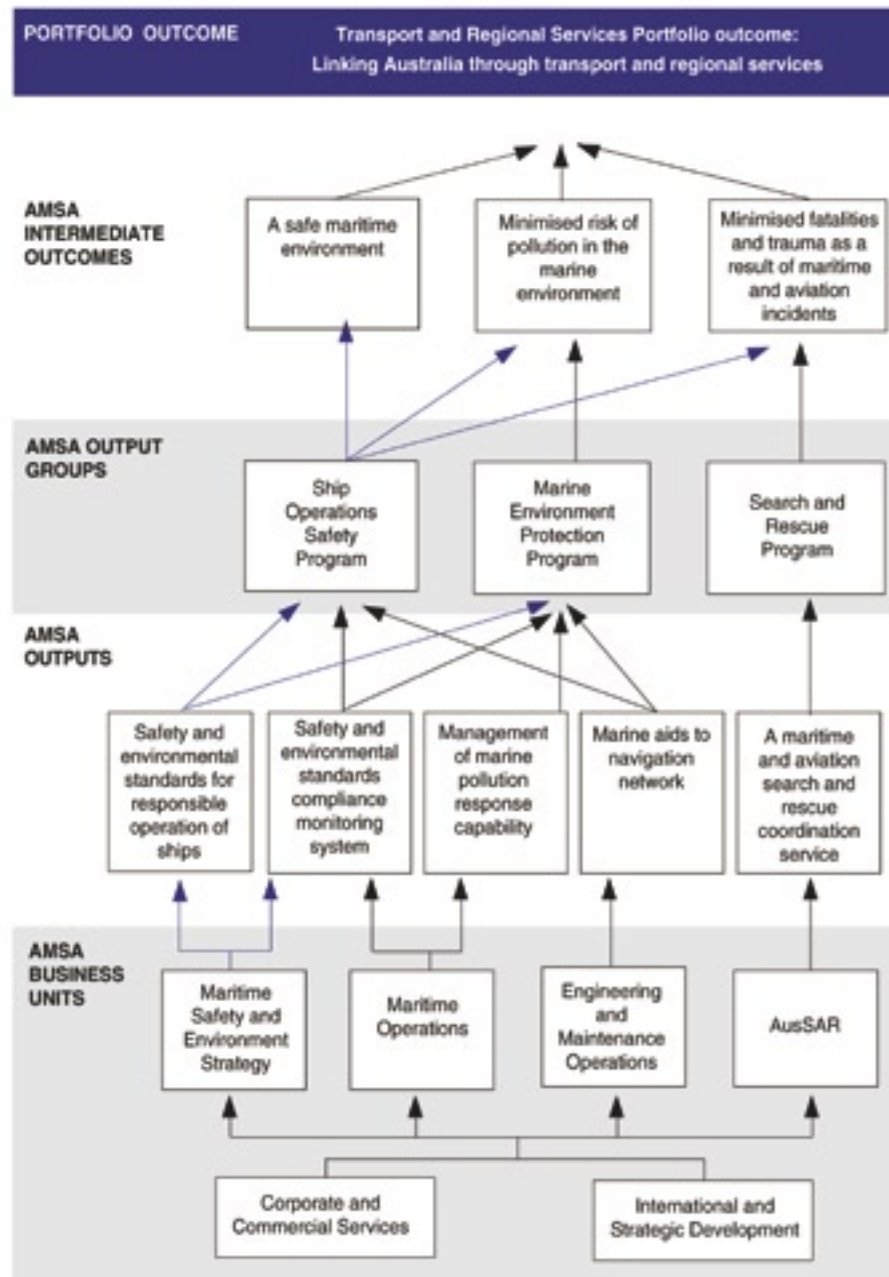 PORTFOLIO OUTCOME
Transport and Regional Services Portfolio outcome:
Linking Australia through transport and regional services
AMSA
INTERMEDIATE
OUTCOMES
A safe maritime
environment
Minimised risk of
pollution in the
marine
environment
Minimised fatalities
and trauma as a
result of maritime
and aviation
incidents
AMSA OUTPUT
GROUPS
Ship
Operations
Safety
Program
Marine
Environment
Protection
Program
Search and
Rescue
Program
AMSA
OUTPUTS
Safety and
environmental
standards for
responsible
operation of
ships
Safety and
environmental
standards
compliance
monitoring
system
Management
of marine
pollution
response
capability
Marine aids to
navigation
network
A maritime
and aviation
search and
rescue
coordination
service
AMSA
BUSINESS
UNITS
Maritime
Safety and
Environment
Strategy
Maritime
Operations
Engineering
and
Maintenance
Operations
AusSAR
Corporate and
Commercial Services
International and
Strategic Development